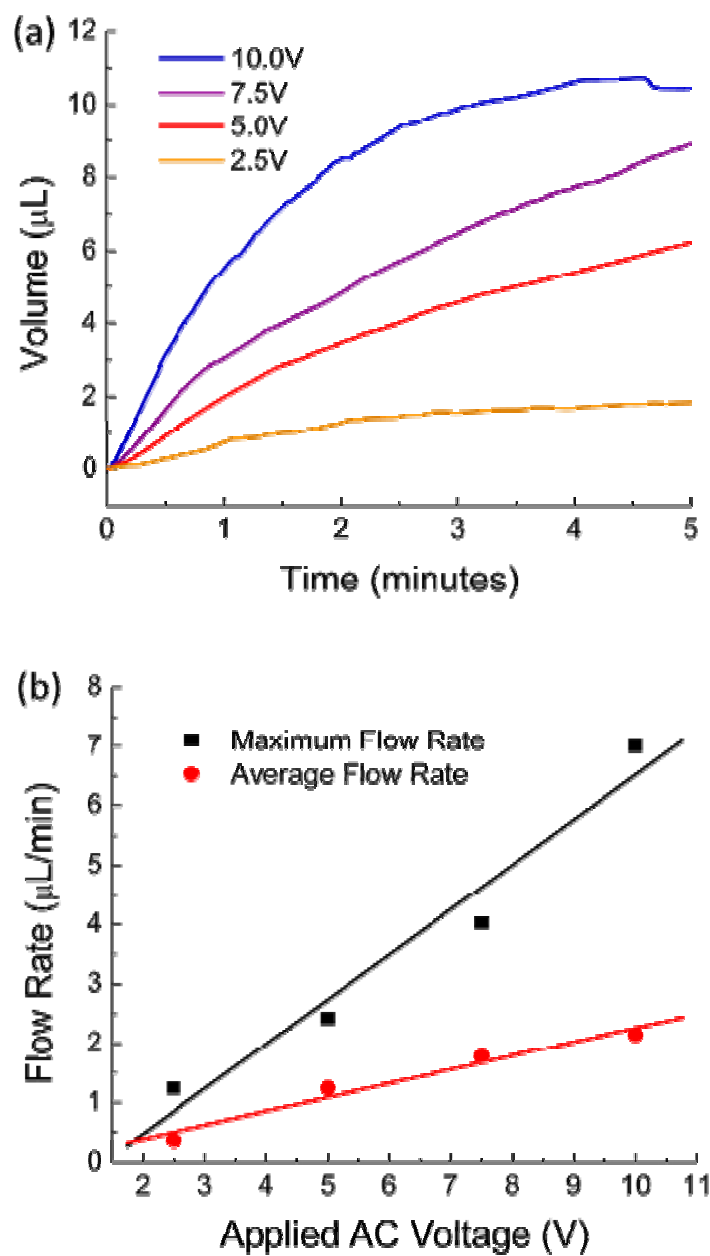 (a)
12
10
8
6
4
2
0
Volume (μL)
10.0V
7.5V
5.0V
2.5V
0 1 2 3 4 5
Time (minutes)
(b)
8
7
6
5
4
3
2
1
0
Flow Rate (μL/min)
Maximum Flow Rate
Average Flow Rate
2 3 4 5 6 7 8 9 10 11
Applied AC Voltage (V)